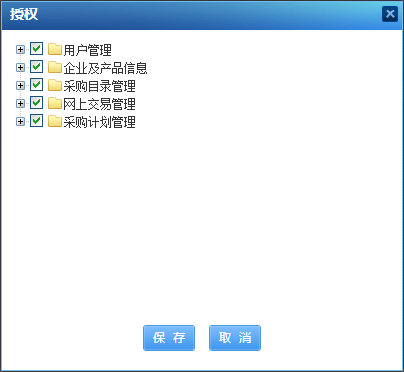 授权
用户管理
企业及产品信息
采购目录管理
网上交易管理
采购计划管理
保 存 取 消